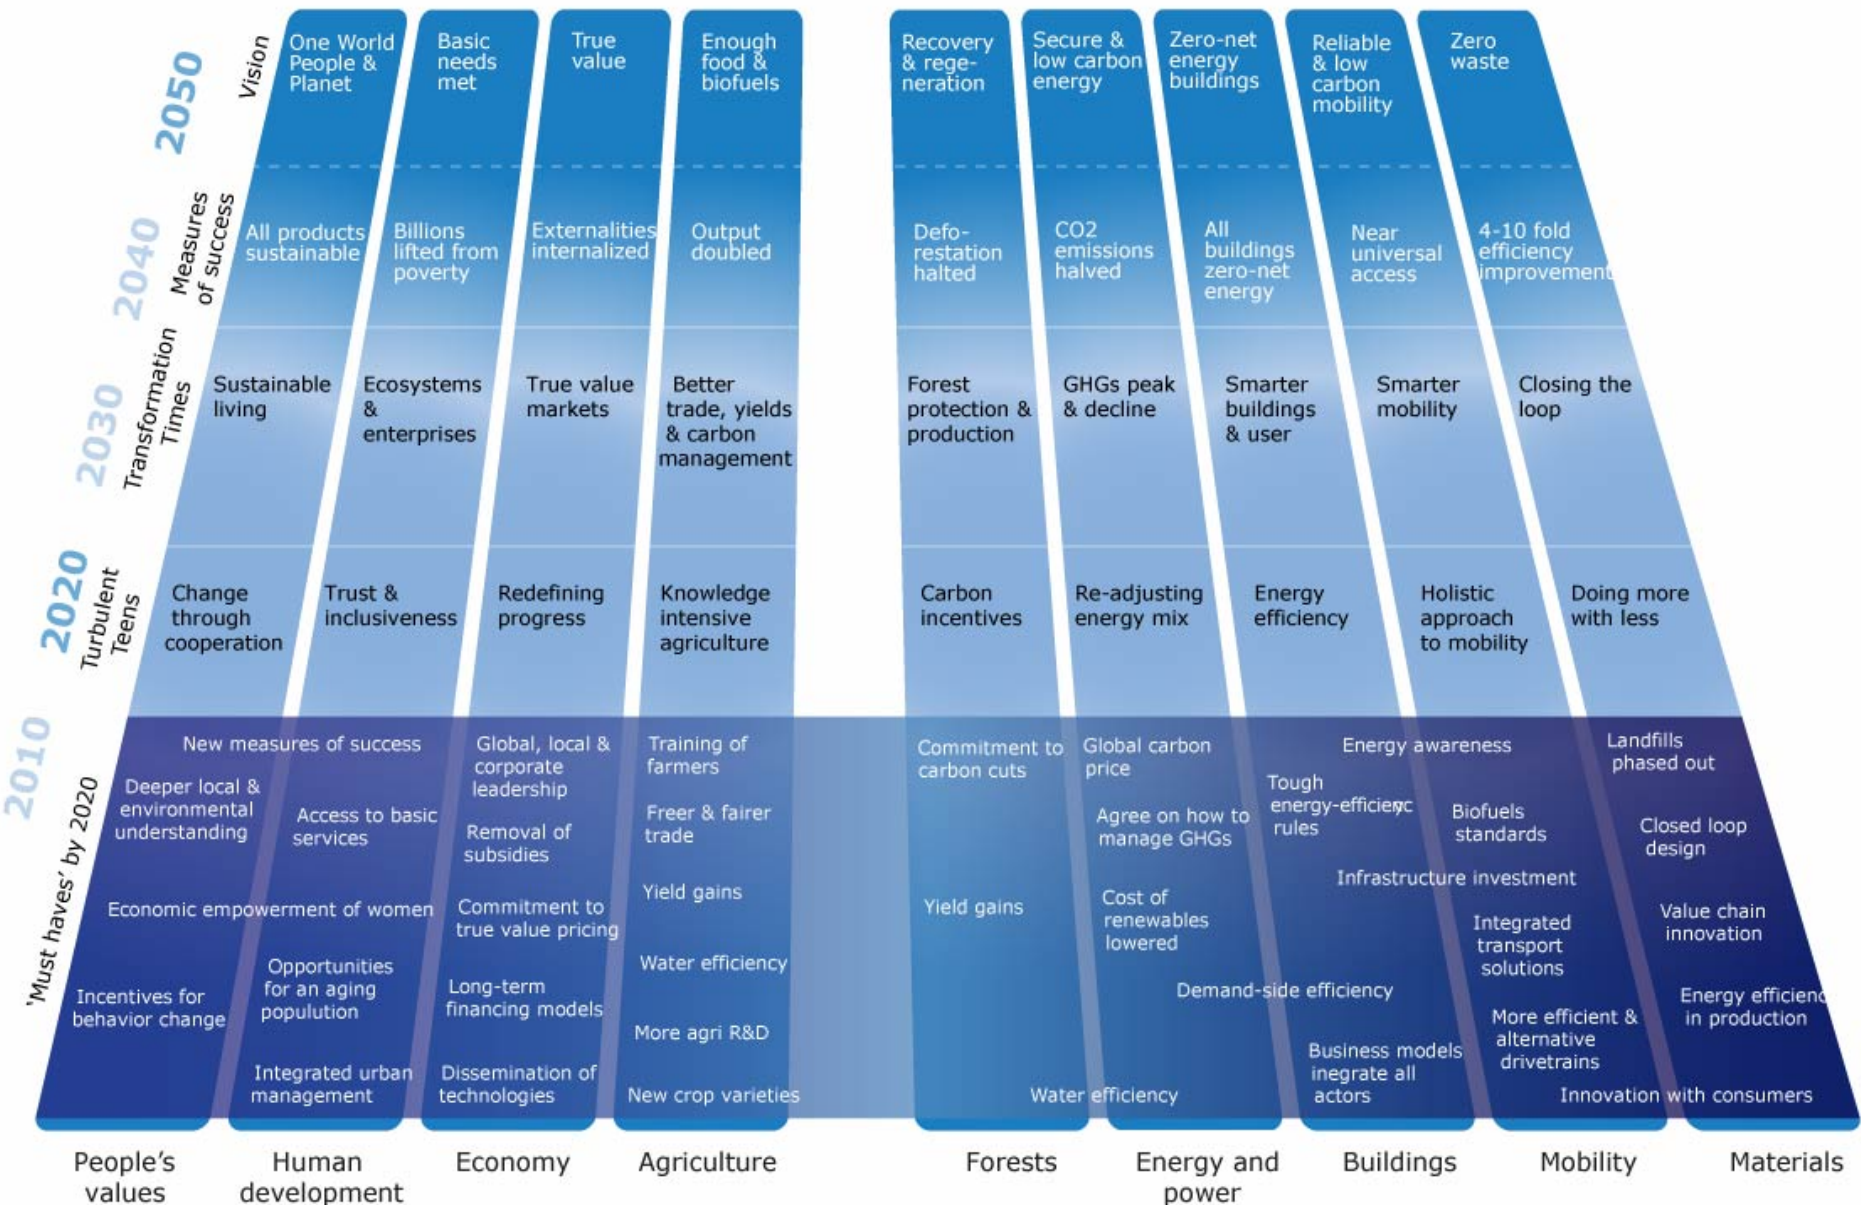 2050
Vision
One World
People &
Planet
Basic
needs
met
True
value
Enough
food &
biofuels
Recovery
& rege-
neration
Secure &
low carbon
energy
Zero-net
energy
buildings
Reliable
& low
carbon
mobility
Zero
waste
2040
Measures
of success
All products
sustainable
Billions
lifted from
poverty
Externalities
internalized
Output
doubled
Defo-
restation
halted
CO2
emissions
halved
All
buildings
zero-net
energy
Near
universal
access
4-10 fold
efficiency
improvement
2030
Transformation
Times
Sustainable
living
Ecosystems
&
enterprises
True value
markets
Better
trade, yields
& carbon
management
Forest
protection &
production
GHGs peak
& decline
Smarter
buildings
& user
Smarter
mobility
Closing the
loop
2020
Turbulent
Teens
Change
through
cooperation
Trust &
inclusiveness
Redefining
progress
Knowledge
intensive
agriculture
Carbon
incentives
Re-adjusting
energy mix
Energy
efficiency
Holistic
approach
to mobility
Doing more
with less
2010
'Must haves' by 2020
New measures of success
Deeper local &
environmental
understanding
Access to basic
services
Economic empowerment of women
Opportunities
for an aging
populution
Incentives for
behavior change
Integrated urban
management
Global, local &
corporate
leadership
Removal of
subsidies
Commitment to
true value pricing
Long-term
financing models
Dissemination of
technologies
Training of
farmers
Freer & fairer
trade
Yield gains
Water efficiency
More agri R&D
New crop varieties
Commitment to
carbon cuts
Yield gains
Water efficiency
Global carbon
price
Agree on how to
manage GHGs
Cost of
renewables
lowered
Demand-side efficiency
Energy awareness
Tough
energy-efficienc
rules
Infrastructure investment
Business models
inegrate all
actors
Biofuels
standards
Integrated
transport
solutions
More efficient &
alternative
drivetrains
Innovation with consumers
Landfills
phased out
Closed loop
design
Value chain
innovation
Energy efficienc
in production
People's
values
Human
development
Economy
Agriculture
Forests
Energy and
power
Buildings
Mobility
Materials